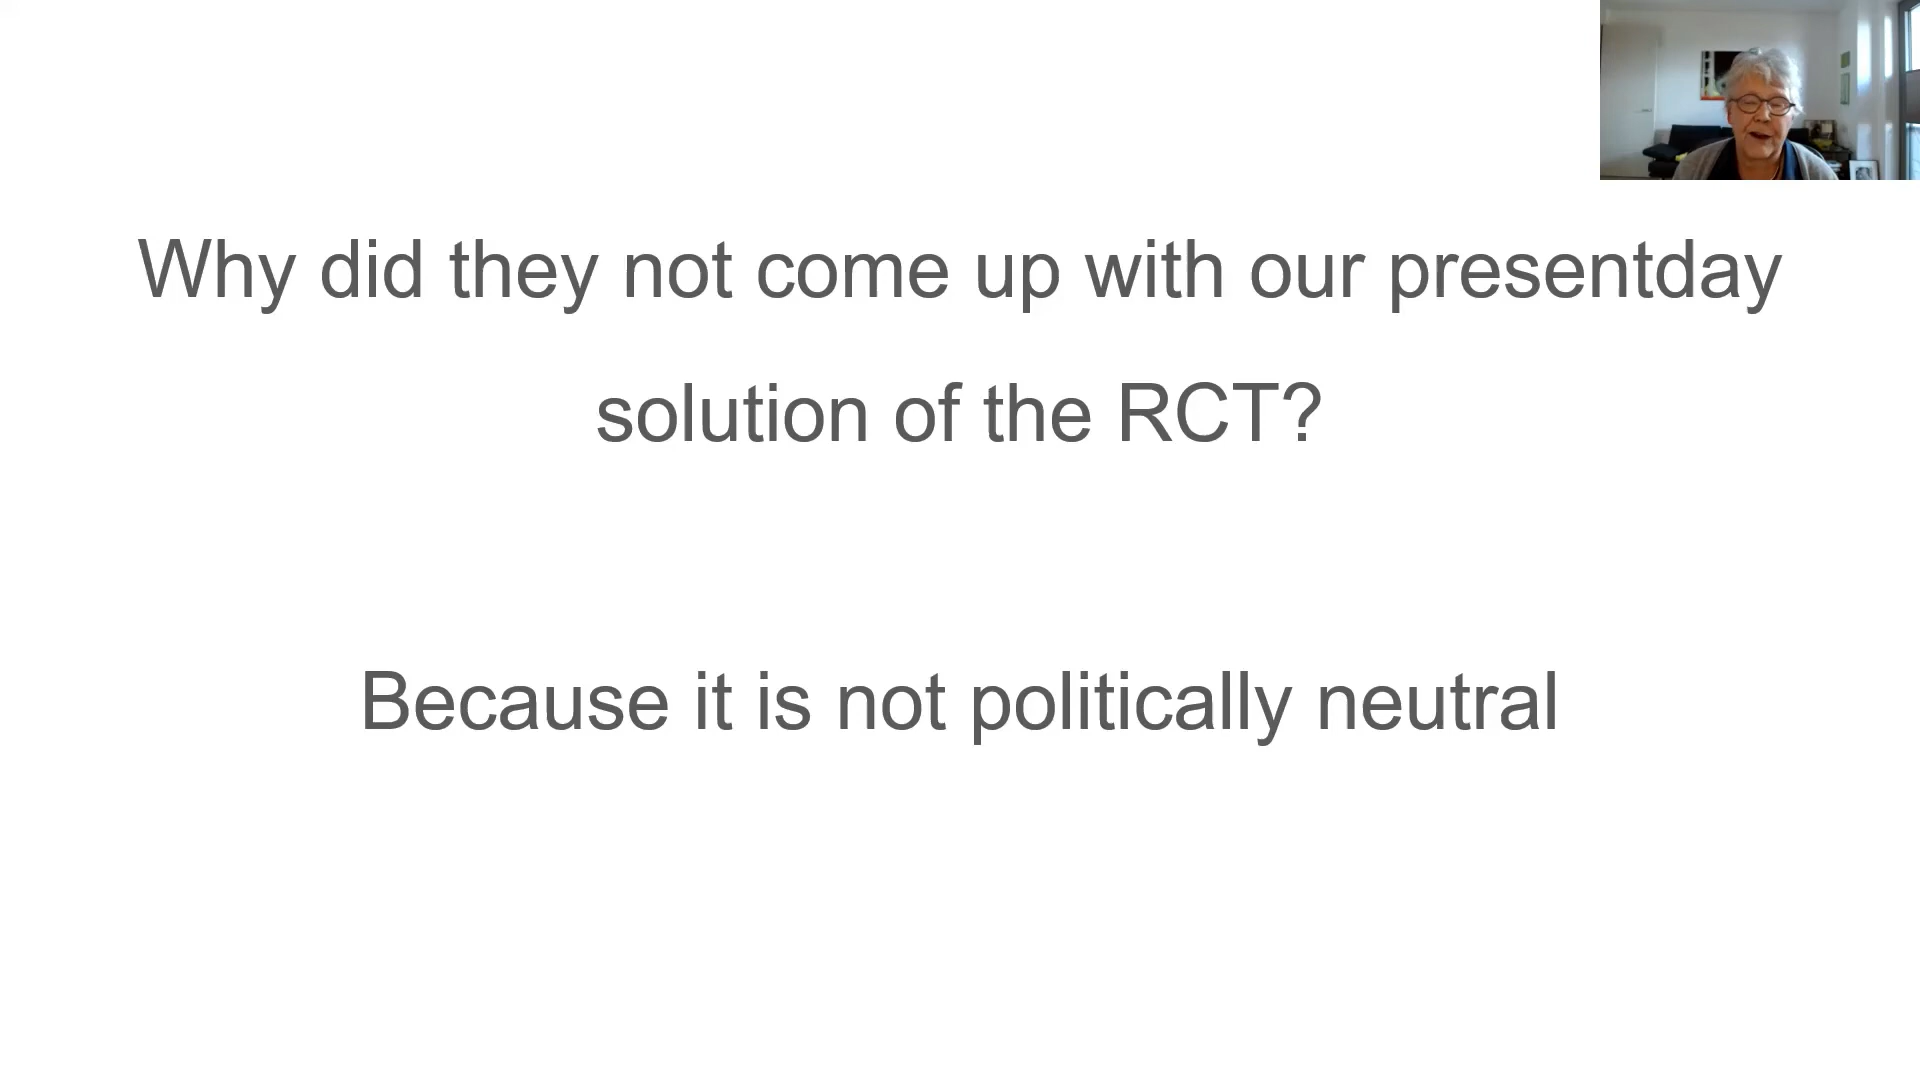 Why did they not come up with our presentday
solution of the RCT?
Because it is not politically neutral